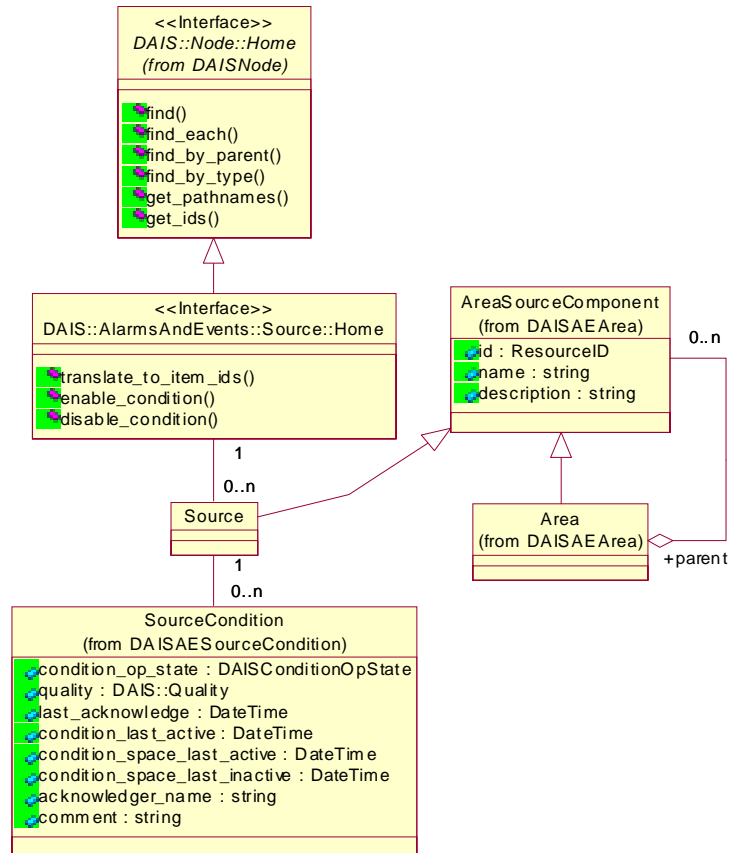 <<Interface>>
DAIS::Node::Home
(from DAISNode)
find()
find_each()
find_by_parent()
find_by_type()
get_pathnames()
get_ids()
<<Interface>>
DAIS::AlarmsAndEvents::Source::Home
translate_to_item_ids()
enable_condition()
disable_condition()
AreaSourceComponent
(from DAISAEArea)
id : ResourceID
name : string
description : string
0..n
1
0..n
Source
Area
(from DAISAEArea)
+parent
1
0..n
SourceCondition
(from DAISAESourceCondition)
condition_op_state : DAISConditionOpState
quality : DAIS::Quality
last_acknowledge : DateTime
condition_last_active : DateTime
condition_space_last_active : DateTime
condition_space_last_inactive : DateTime
acknowledger_name : string
comment : string